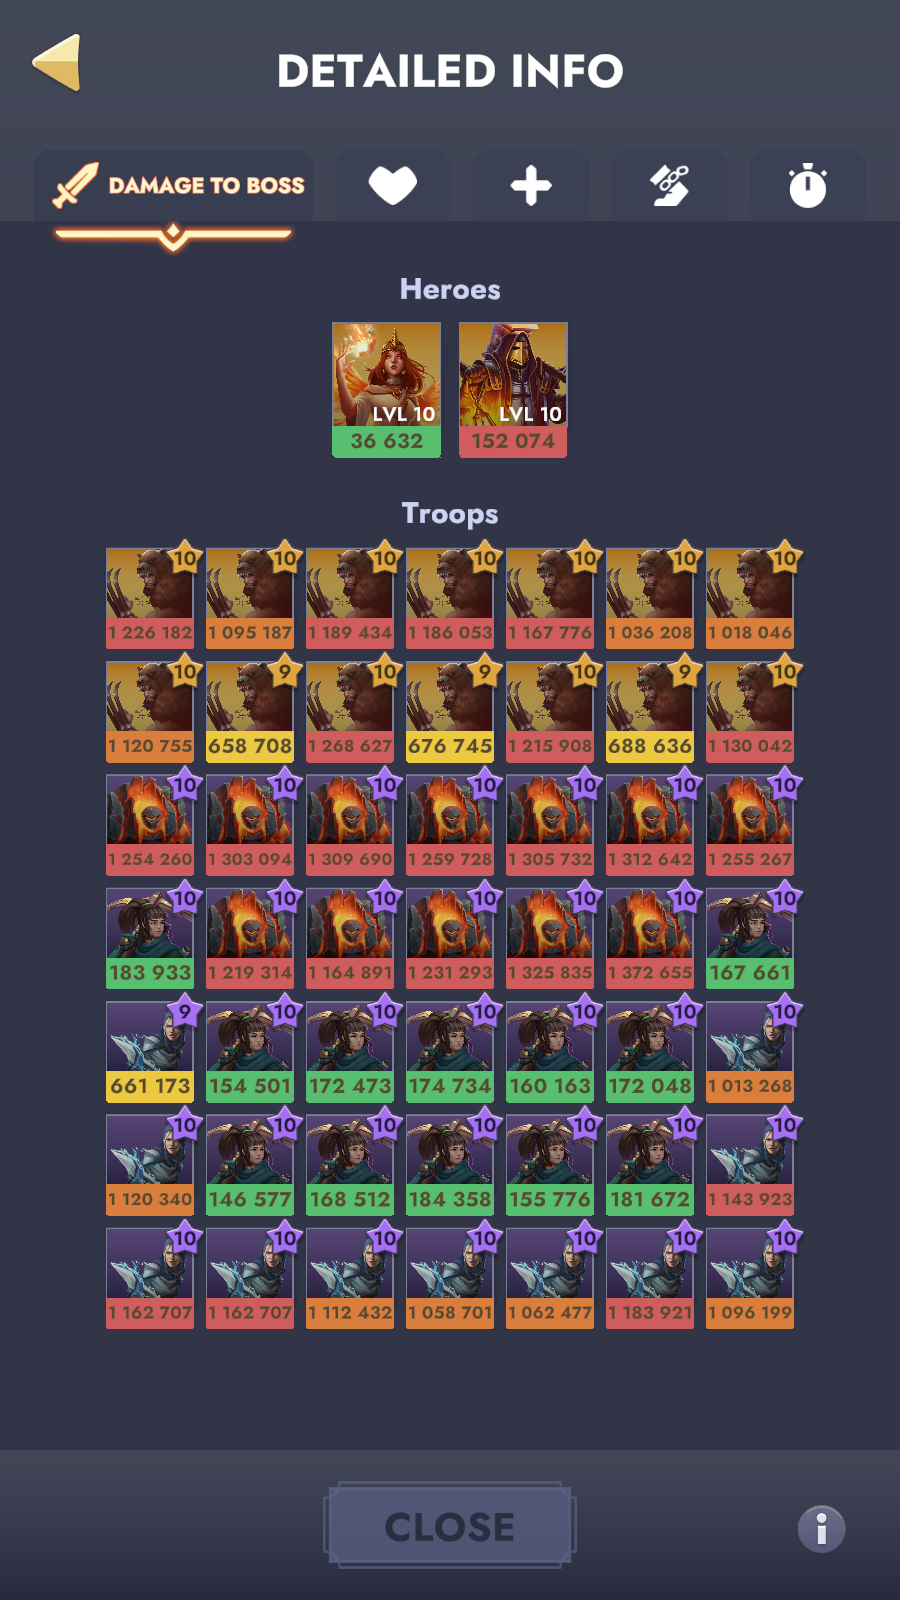 DETAILED INFO
DAMAGE TO BOSS
Heroes
LVL 10 LVL 10
36 632 152 074
Troops
10 10 10 10 10 10 10
1 226 182 1 095 187 1 189 434 1 186 053 1 167 776 1 036 208 1 018 046
10 9 10 9 10 9 10
1 120 755 658 708 1 268 627 676 745 1 215 908 688 636 1 130 042
10 10 10 10 10 10 10
1 254 260 1 303 094 1 309 690 1 259 728 1 305 732 1 312 642 1 255 267
10 10 10 10 10 10 10
183 933 1 219 314 1 164 891 1 231 293 1 325 835 1 372 655 167 661
9 10 10 10 10 10 10
661 173 154 501 172 473 174 734 160 163 172 048 1 013 268
10 10 10 10 10 10 10
1 120 340 146 577 168 512 184 358 155 776 181 672 1 143 923
10 10 10 10 10 10 10
1 162 707 1 162 707 1 112 432 1 058 701 1 062 477 1 183 921 1 096 199
CLOSE